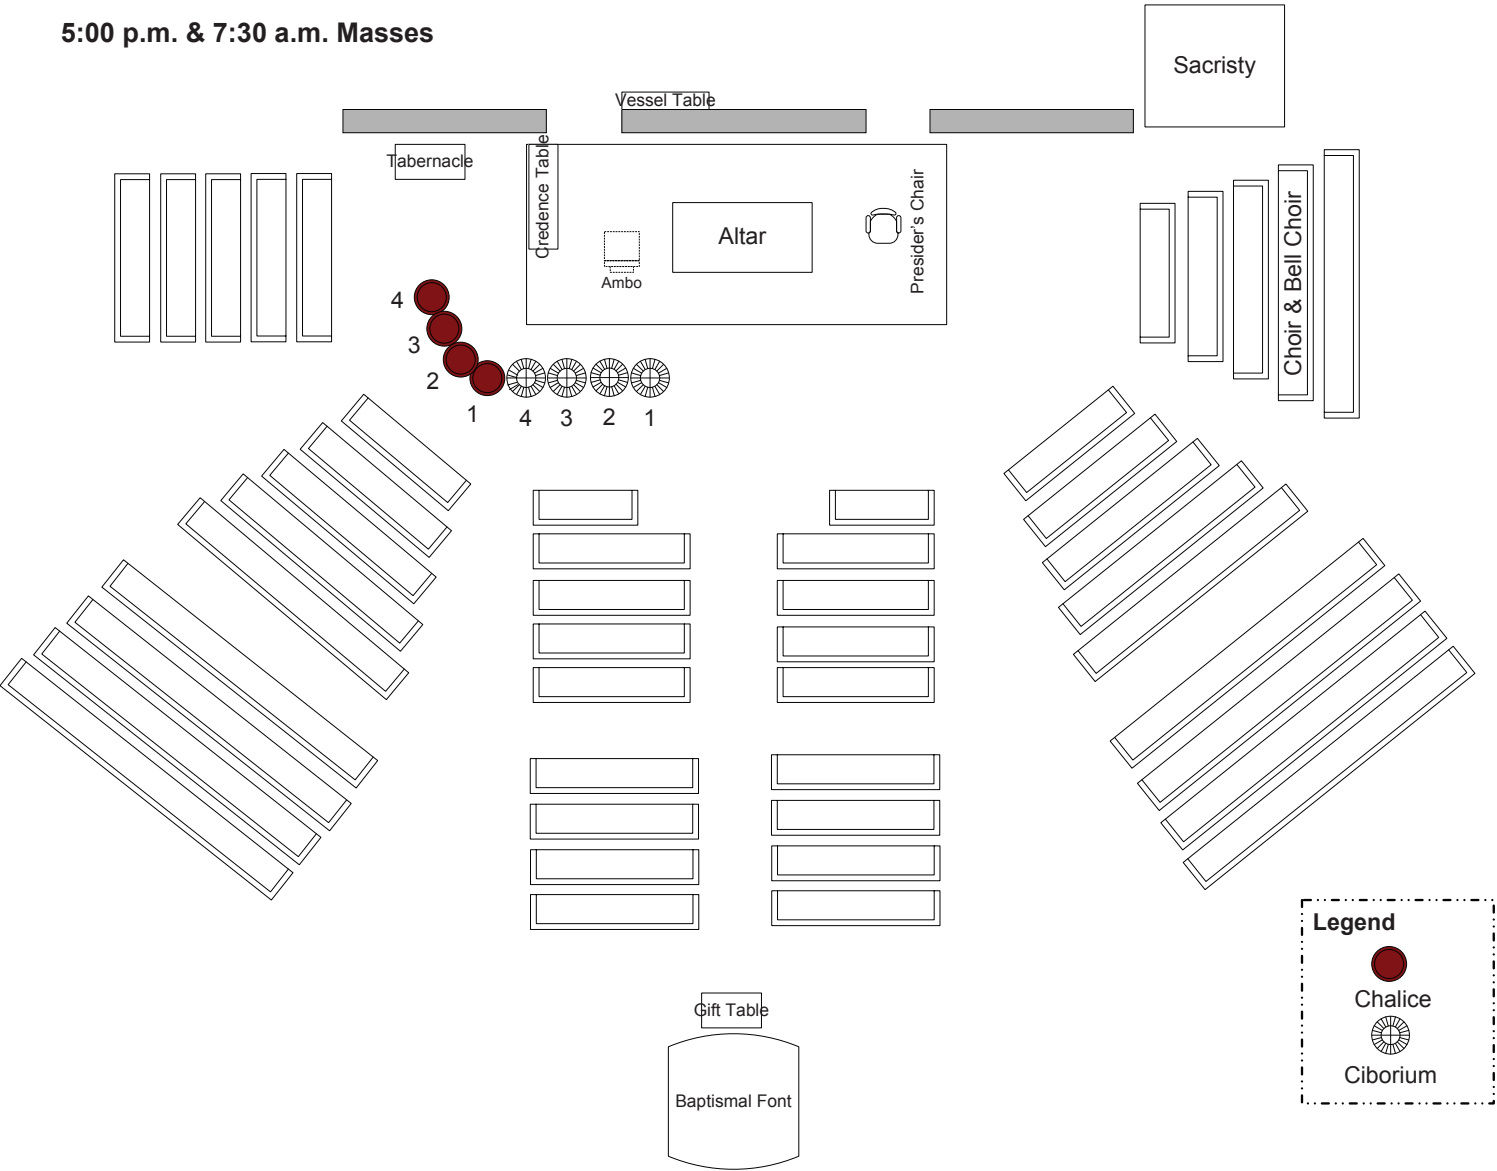 5:00 p.m. & 7:30 a.m. Masses
Sacristy
Vessel Table
Tabernacle
Credence Table
Altar
Presider's Chair
Choir & Bell Choir
Ambo
4
3
2
1
4
3
2
1
Legend
Chalice
Ciborium
Gift Table
Baptismal Font